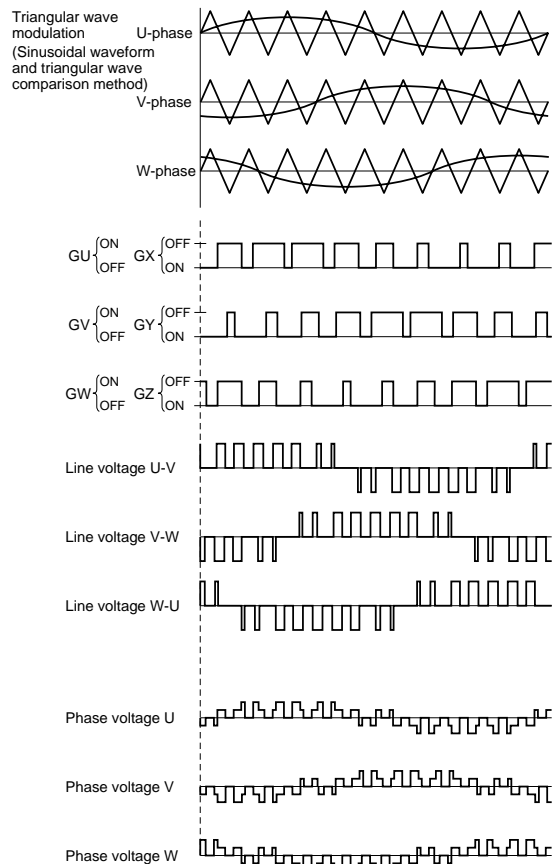 Triangular wave
modulation
(Sinusoidal waveform
and triangular wave
comparison method)
U-phase
V-phase
W-phase
GU ON OFF GX OFF ON
GV ON OFF GY OFF ON
GW ON OFF GZ OFF ON
Line voltage U-V
Line voltage V-W
Line voltage W-U
Phase voltage U
Phase voltage V
Phase voltage W